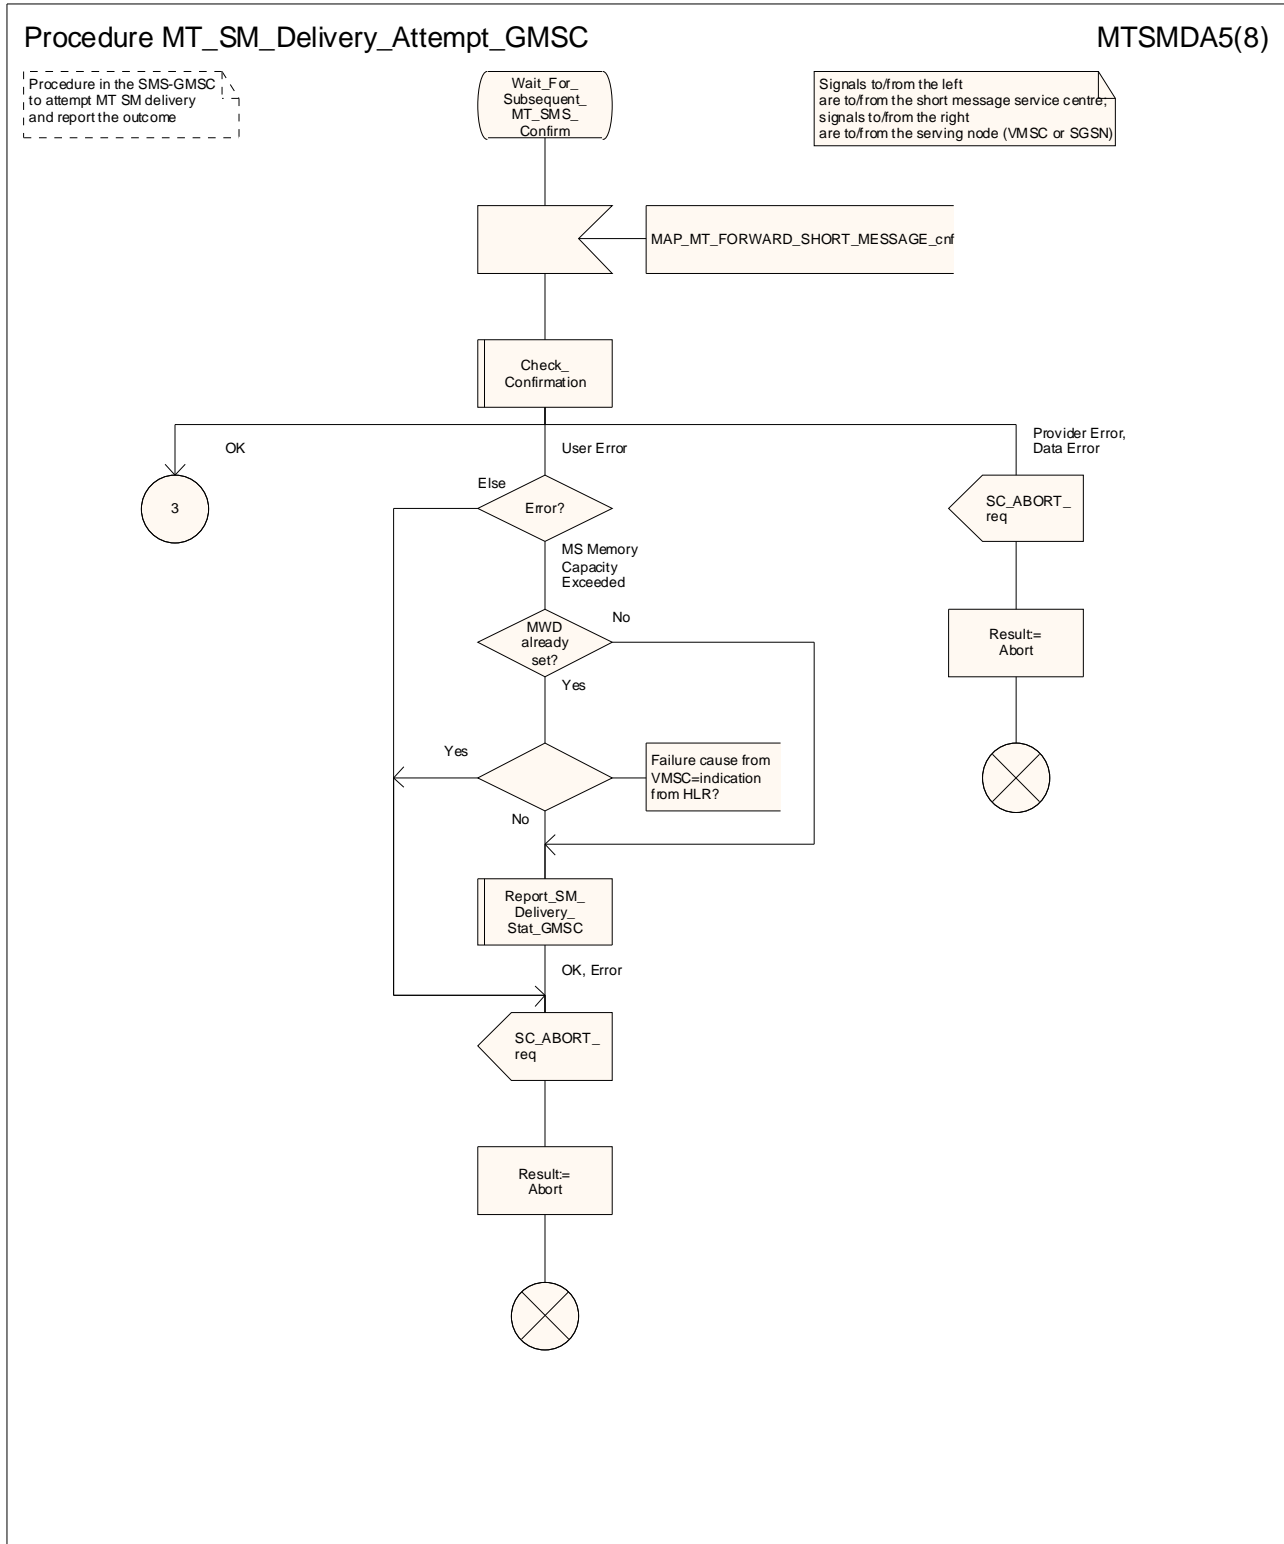 Procedure MT_SM_Delivery_Attempt_GMSC
MTSMDA5(8)
Procedure in the SMS-GMSC
to attempt MT SM delivery
and report the outcome
Wait_For_
Subsequent_
MT_SMS_
Confirm
Signals to/from the left
are to/from the short message service centre;
signals to/from the right
are to/from the serving node (VMSC or SGSN)
MAP_MT_FORWARD_SHORT_MESSAGE_cnf
Check_
Confirmation
OK
User Error
Provider Error,
Data Error
3
Else
Error?
SC_ABORT_
req
MS Memory
Capacity
Exceeded
MWD
already
set?
No
Result:=
Abort
Yes
Yes
Failure cause from
VMSC=indication
from HLR?
No
Report_SM_
Delivery_
Stat_GMSC
OK, Error
SC_ABORT_
req
Result:=
Abort